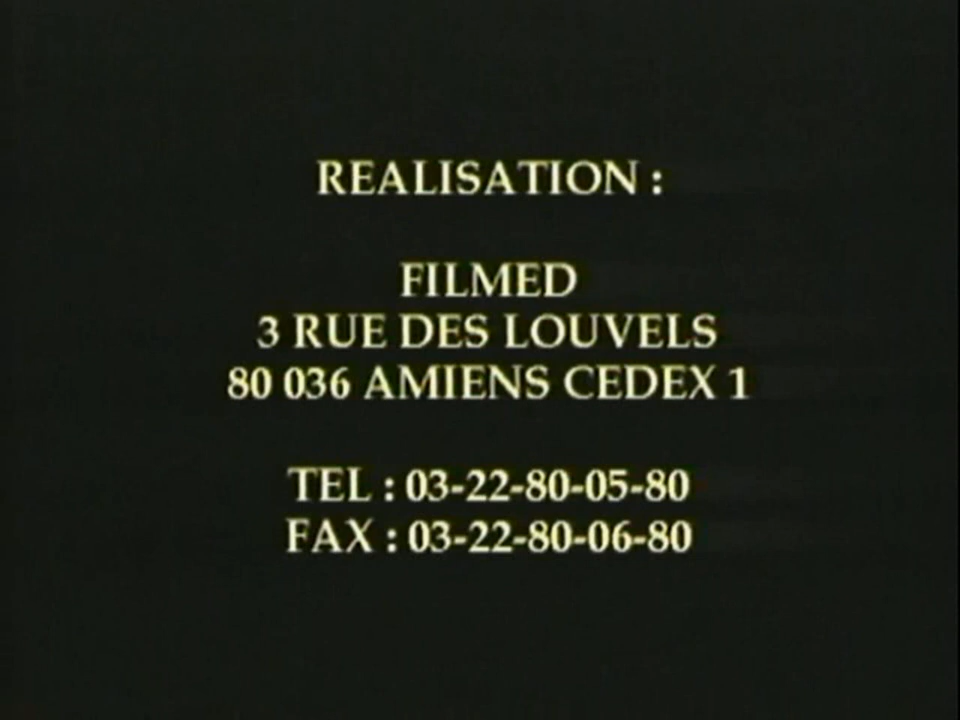 REALISATION :
FILMED
3 RUE DES LOUVELS
80 036 AMIENS CEDEX 1
TEL : 03-22-80-05-80
FAX : 03-22-80-06-80